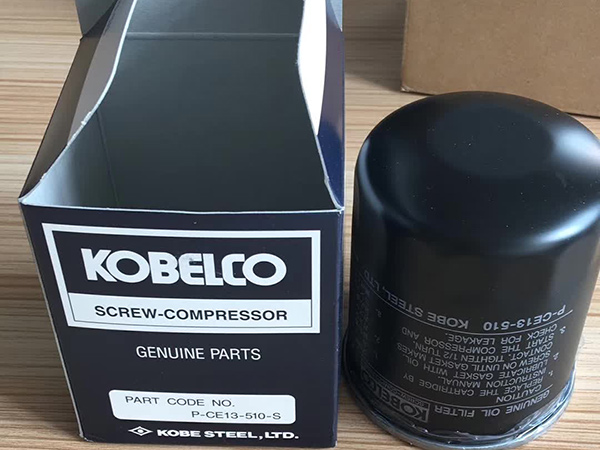 KOBELCO
SCREW-COMPRESSOR
GENUINE PARTS
PART CODE NO.
P-CE13-510-S
KOBE STEEL, LTD.
KOBELCO
GENUINE OIL FILTER
CAUTION
1. REPLACE THE CARTRIDGE BY
INSTRUCTION MANUAL.
2. LUBRICATE GASKET WITH OIL
SCREW ON UNTIL GASKET MAKES
CONTACT: TIGHTEN 1/2 TURN.
3. START THE COMPRESSOR AND
CHECK FOR LEAKAGE.
P-CE13-510 KOBE STEEL, LTD.